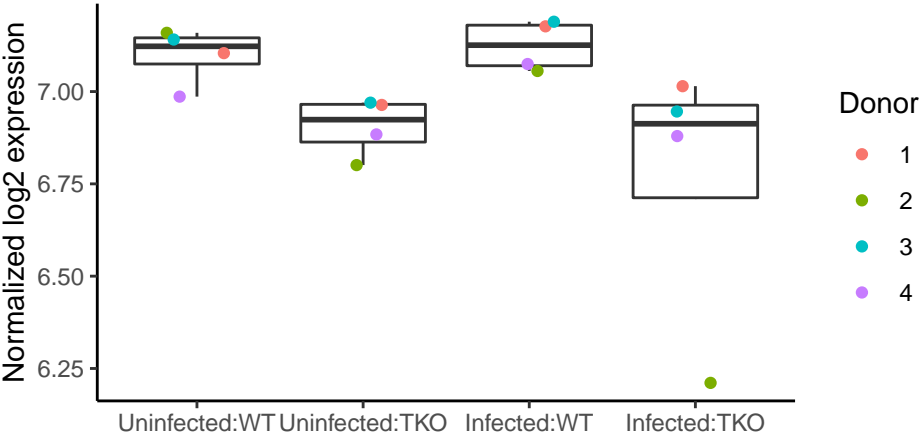 Normalized log2 expression
7.00
6.75
6.50
6.25
Uninfected:WT Uninfected:TKO Infected:WT Infected:TKO
Donor
1
2
3
4